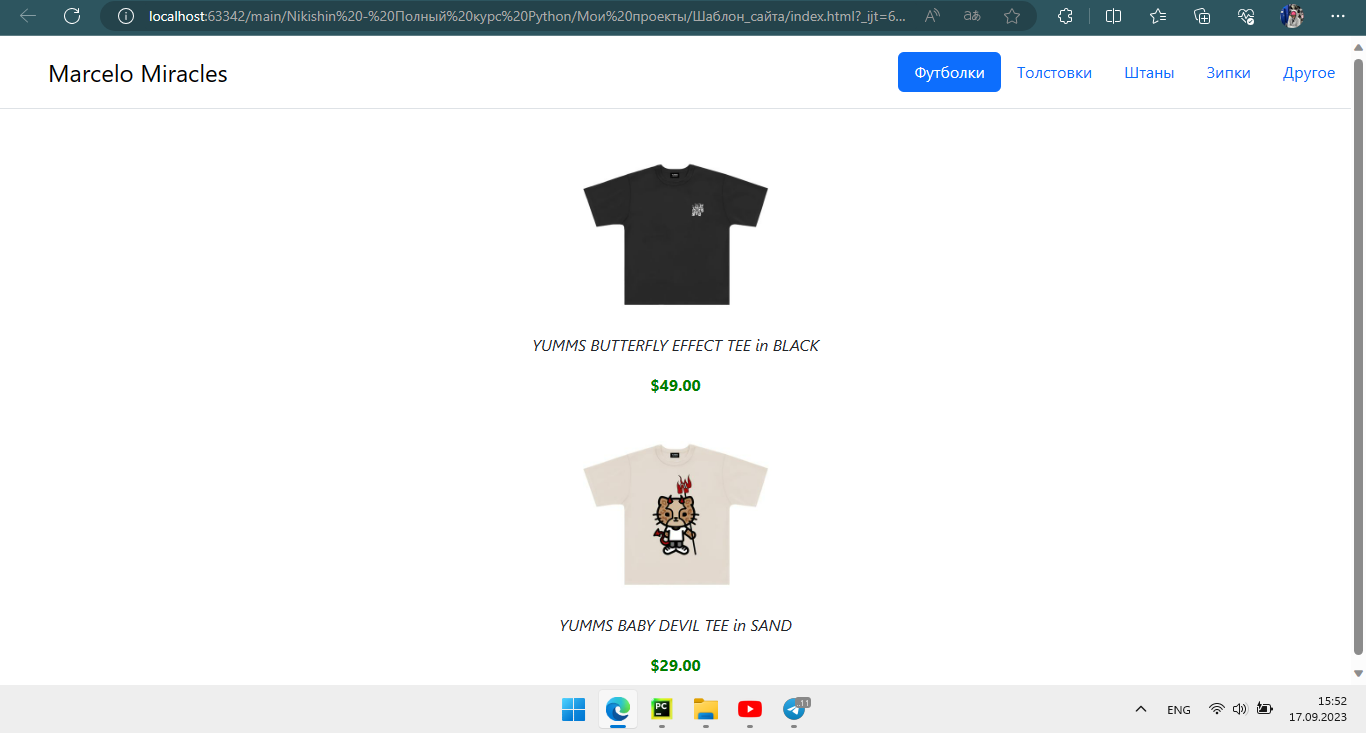 localhost:63342/main/Nikishin%20-%20Полный%20курс%20Python/Мои%20проекты/Шаблон_сайта/index.html?_ijt=6...
Marcelo Miracles
Футболки Толстовки Штаны Зипки Другое
YUMMS BUTTERFLY EFFECT TEE in BLACK
$49.00
YUMMS BABY DEVIL TEE in SAND
$29.00
PC
11
ENG
15:52
17.09.2023